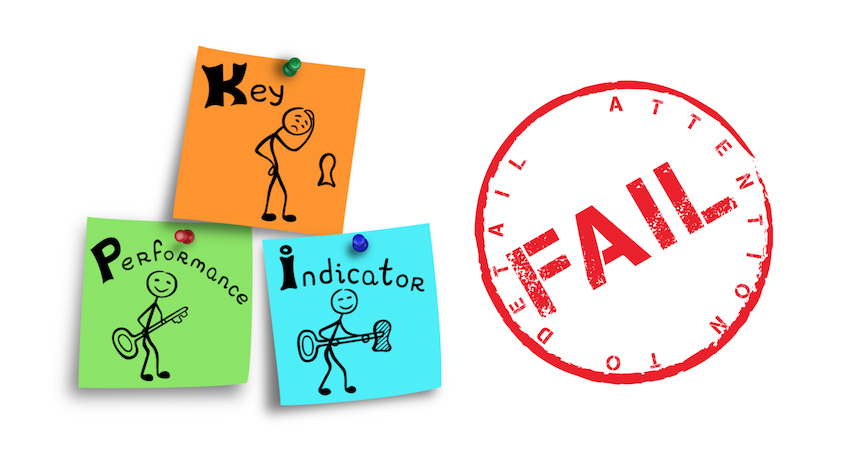 Key
Performance
Indicator
ATTENTION TO DETAIL
FAIL